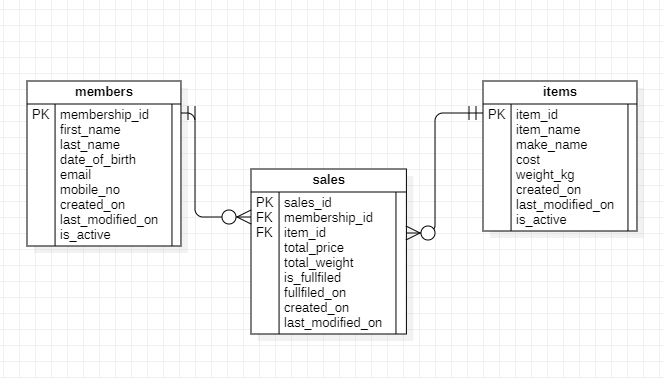 members
PK membership_id
first_name
last_name
date_of_birth
email
mobile_no
created_on
last_modified_on
is_active
sales
PK sales_id
FK membership_id
FK item_id
total_price
total_weight
is_fullfiled
fullfiled_on
created_on
last_modified_on
items
PK item_id
item_name
make_name
cost
weight_kg
created_on
last_modified_on
is_active